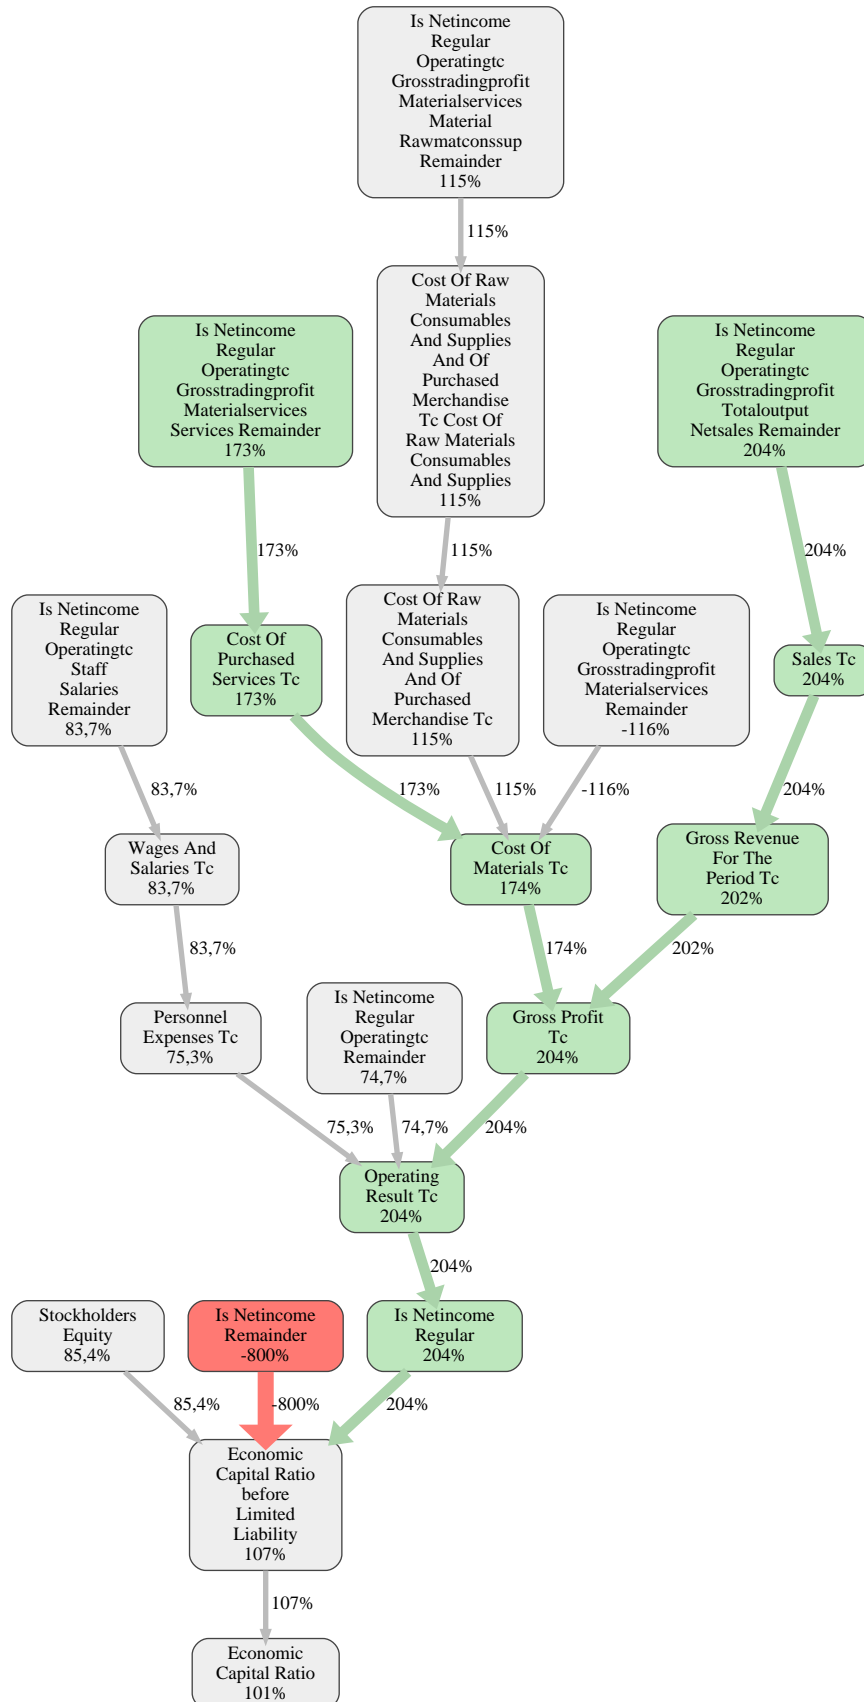 Is Netincome
Regular
Operatingtc
Grosstradingprofit
Materialservices
Material
Rawmatconssup
Remainder
115%
115%
Cost Of Raw
Materials
Consumables
And Supplies
And Of
Purchased
Merchandise
Tc Cost Of
Raw Materials
Consumables
And Supplies
115%
Is Netincome
Regular
Operatingtc
Grosstradingprofit
Materialservices
Services Remainder
173%
Is Netincome
Regular
Operatingtc
Grosstradingprofit
Totaloutput
Netsales Remainder
204%
173%
115%
204%
Is Netincome
Regular
Operatingtc
Staff
Salaries
Remainder
83,7%
Cost Of
Purchased
Services Tc
173%
Cost Of Raw
Materials
Consumables
And Supplies
And Of
Purchased
Merchandise Tc
115%
Is Netincome
Regular
Operatingtc
Grosstradingprofit
Materialservices
Remainder
-116%
Sales Tc
204%
83,7%
173%
115%
-116%
204%
Wages And
Salaries Tc
83,7%
Cost Of
Materials Tc
174%
Gross Revenue
For The
Period Tc
202%
83,7%
174%
202%
Personnel
Expenses Tc
75,3%
Is Netincome
Regular
Operatingtc
Remainder
74,7%
Gross Profit
Tc
204%
75,3%
74,7%
204%
Operating
Result Tc
204%
204%
Stockholders
Equity
85,4%
Is Netincome
Remainder
-800%
Is Netincome
Regular
204%
85,4%
-800%
204%
Economic
Capital Ratio
before
Limited
Liability
107%
107%
Economic
Capital Ratio
101%